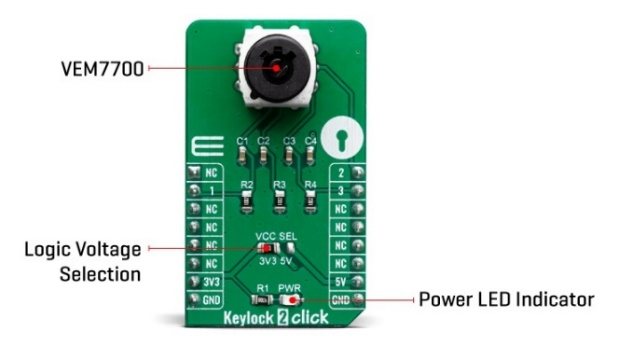 VEM7700
C1 C2 C3 C4
NC 2
R2 R3 R4
1 3
NC NC
NC NC
VCC SEL
NC NC
Logic Voltage
Selection
3V3 5V
3V3 5V
R1 PWR
GND GND
Power LED Indicator
Keylock 2 click